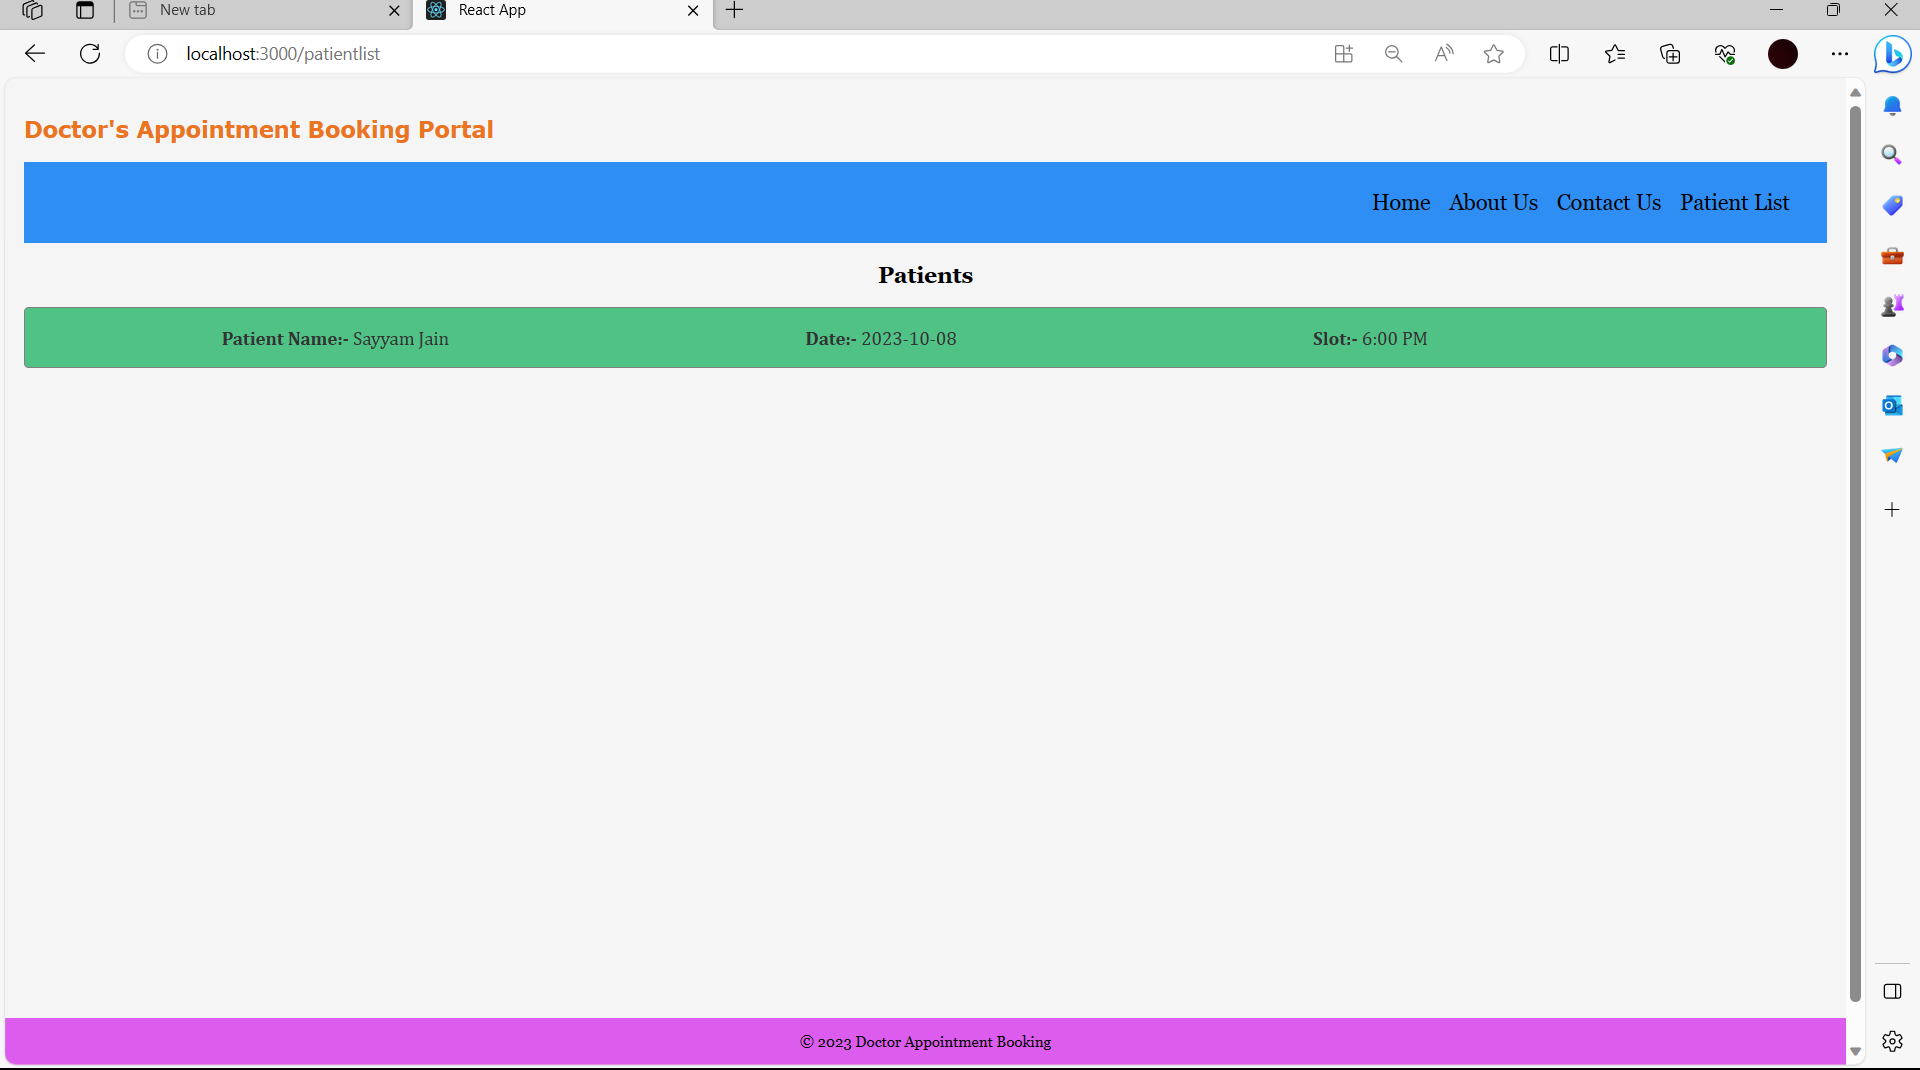 New tab
React App
localhost:3000/patientlist
Doctor's Appointment Booking Portal
Home About Us Contact Us Patient List
Patients
Patient Name:- Sayyam Jain Date:- 2023-10-08 Slot:- 6:00 PM
© 2023 Doctor Appointment Booking